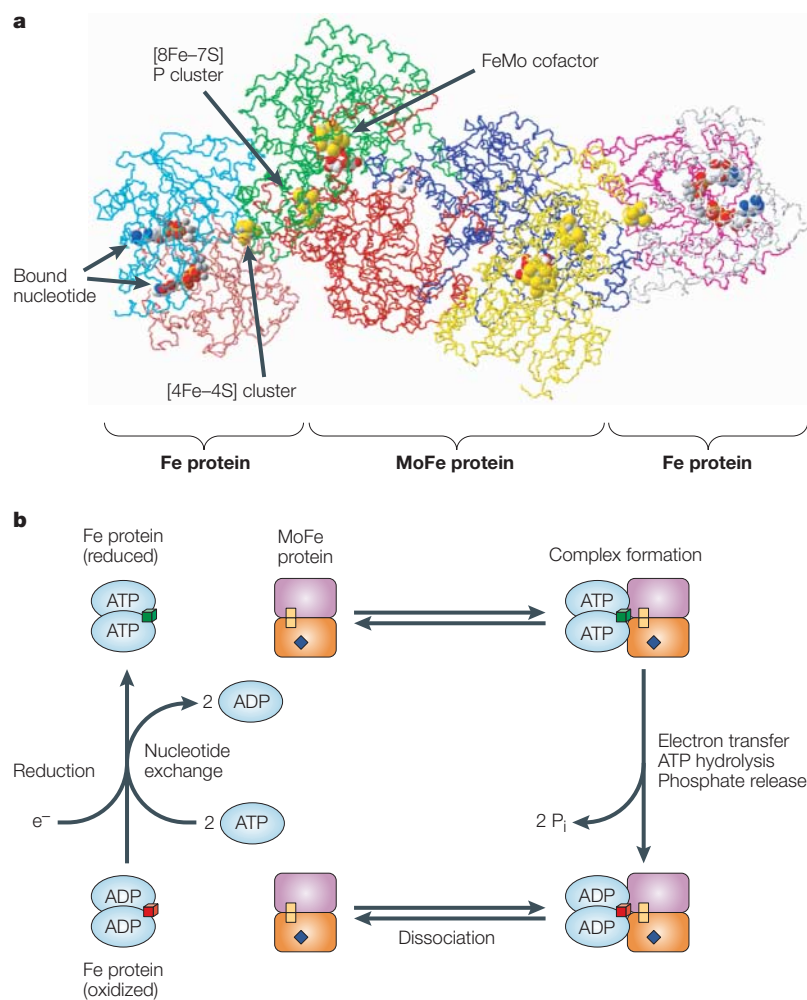 a
[8Fe–7S]
P cluster
FeMo cofactor
Bound
nucleotide
[4Fe–4S] cluster
Fe protein
MoFe protein
Fe protein
b
Fe protein
(reduced)
MoFe
protein
Complex formation
ATP
ATP
ATP
ATP
2 ADP
Reduction
Nucleotide
exchange
Electron transfer
ATP hydrolysis
Phosphate release
e–
2 ATP
2 Pi
ADP
ADP
ADP
ADP
Dissociation
Fe protein
(oxidized)